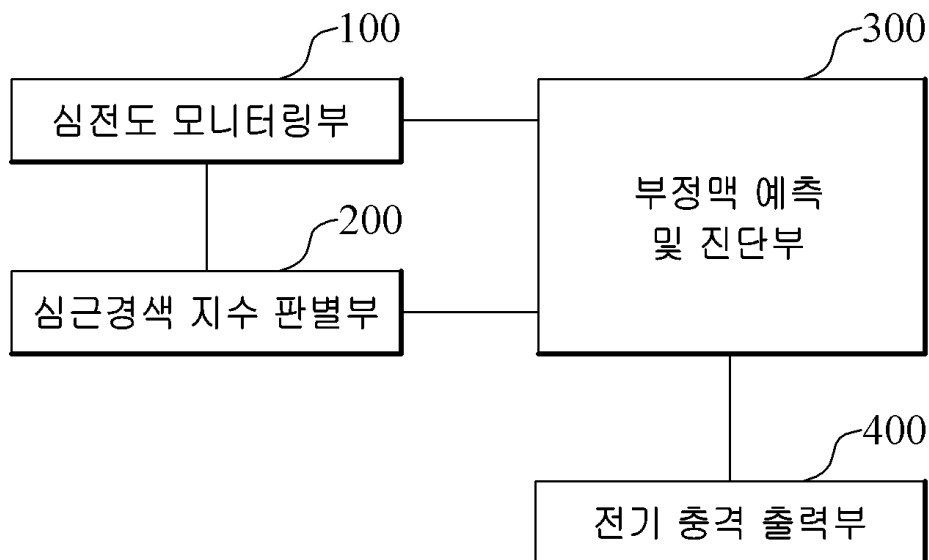 100
심전도 모니터링부
200
심근경색 지수 판별부
300
부정맥 예측
및 진단부
400
전기 충격 출력부